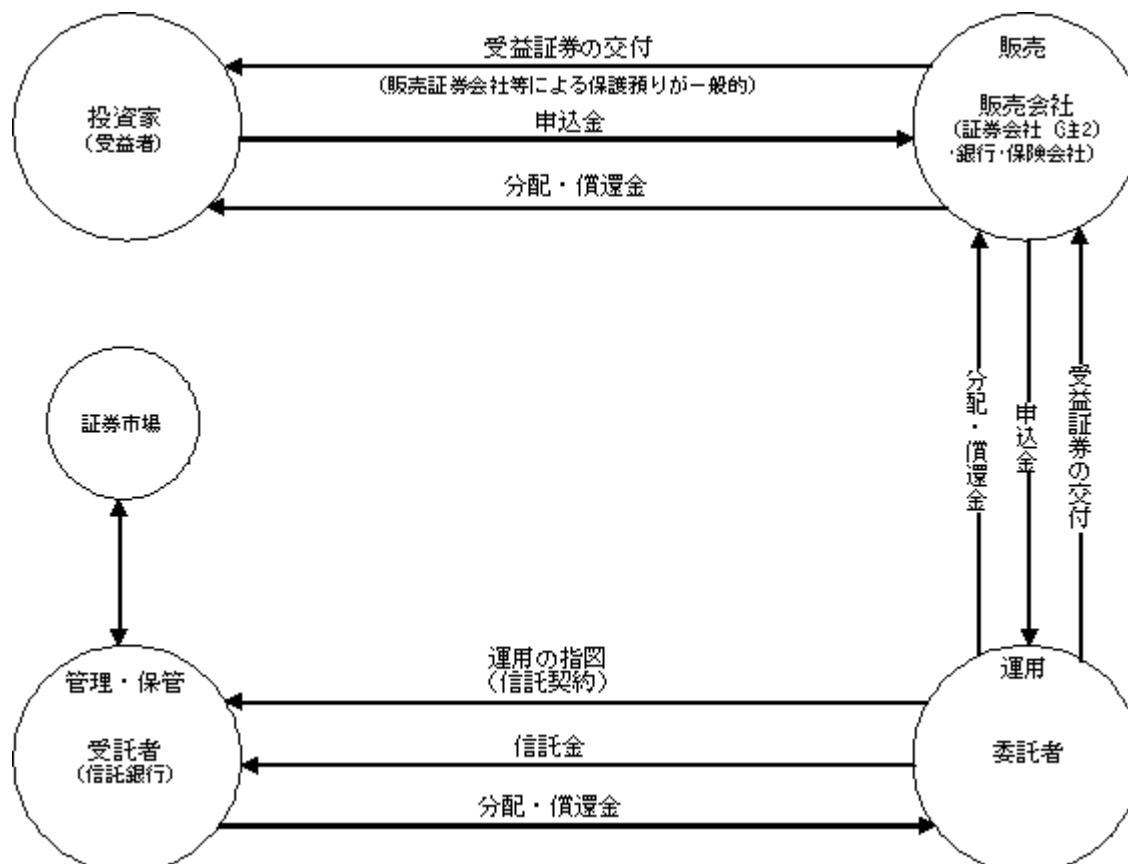 受益証券の交付
(販売証券会社等による保護預りが一般的)
申込金
分配・償還金
投資家
(受益者)
販売
販売会社
(証券会社(注2)
・銀行・保険会社)
証券市場
分配・償還金
申込金
受益証券の交付
管理・保管
受託者
(信託銀行)
運用の指図
(信託契約)
信託金
分配・償還金
運用
委託者